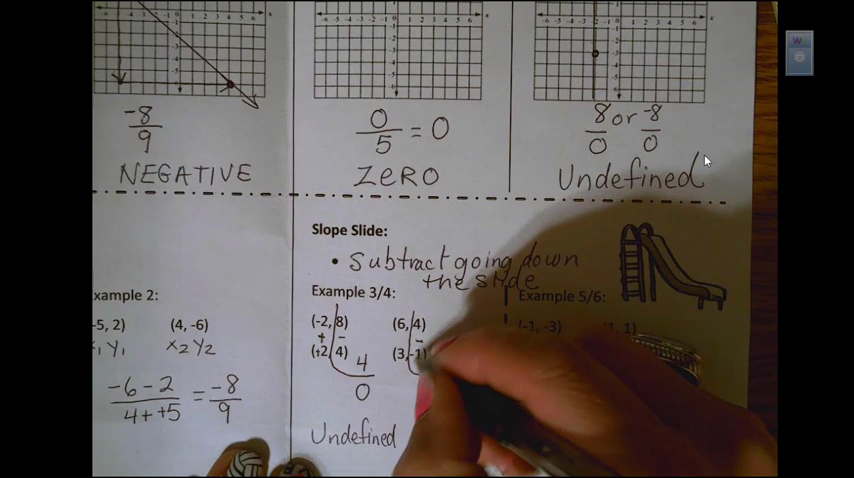 -8
9
NEGATIVE
0
5
= 0
ZERO
8 or -8
0 0
Undefined
Slope Slide:
• Subtract going down
the slide
Example 2:
-5, 2) (4, -6)
X2 Y2
-6 - 2 = -8
4 + +5 9
Example 3/4:
(-2, 8) (6, 4)
+ - -
(+2, 4) (3, -1)
4
0
Undefined
Example 5/6:
(-1, -3)